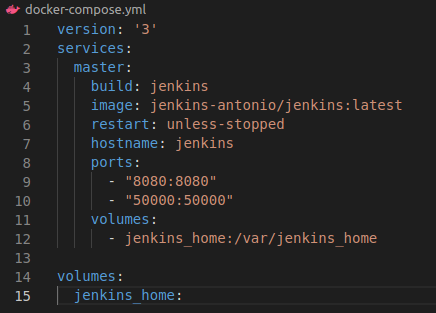 docker-compose.yml
1 version: '3'
2 services:
3   master:
4     build: jenkins
5     image: jenkins-antonio/jenkins:latest
6     restart: unless-stopped
7     hostname: jenkins
8     ports:
9       - "8080:8080"
10       - "50000:50000"
11     volumes:
12       - jenkins_home:/var/jenkins_home
13
14 volumes:
15   jenkins_home: